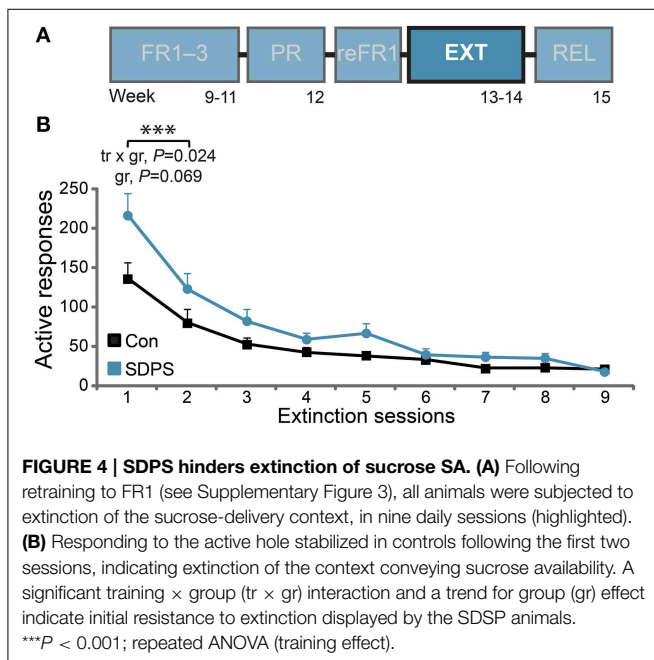 A
FR1–3 PR reFR1 EXT REL
Week 9-11 12 13-14 15
B
***
tr x gr, P=0.024
gr, P=0.069
250
200
150
100
50
0
Active responses
Con
SDPS
1 2 3 4 5 6 7 8 9
Extinction sessions
FIGURE 4 | SDPS hinders extinction of sucrose SA. (A) Following
retraining to FR1 (see Supplementary Figure 3), all animals were subjected to
extinction of the sucrose-delivery context, in nine daily sessions (highlighted).
(B) Responding to the active hole stabilized in controls following the first two
sessions, indicating extinction of the context conveying sucrose availability. A
significant training × group (tr × gr) interaction and a trend for group (gr) effect
indicate initial resistance to extinction displayed by the SDSP animals.
***P < 0.001; repeated ANOVA (training effect).